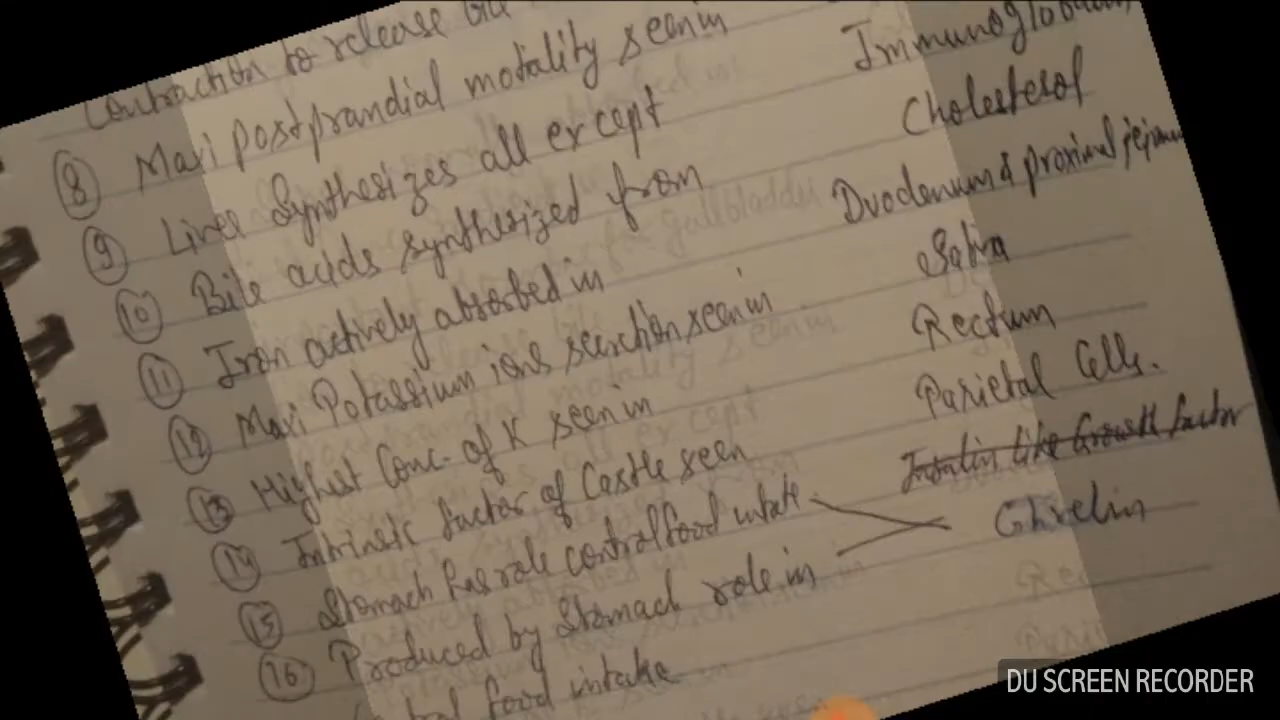 Contraction to release
8 Maxi postprandial motality seen in
9 Liver Synthesizes all except Immunoglobulin
10 Bile acids synthesized from Cholesterol
11 Iron actively absorbed in Duodenum & proximal jejunum
12 Maxi Potassium ions secretion seen in Saliva
13 Highest Conc. of K seen in Rectum
14 Intrinsic factor of Castle seen Parietal Cells.
15 Stomach has role control food intake Insulin like Growth factor
16 Produced by Stomach role in Ghrelin
food intake
DU SCREEN RECORDER